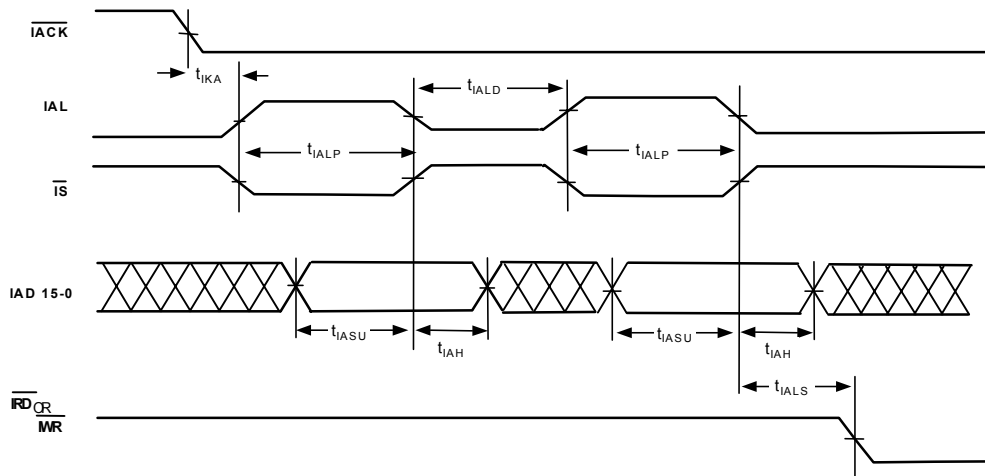 IACK
tIKA
IAL
tIALD
tIALP
tIALP
IS
IAD 15-0
tIASU
tIAH
tIASU
tIAH
tIALS
IRD OR
IWR